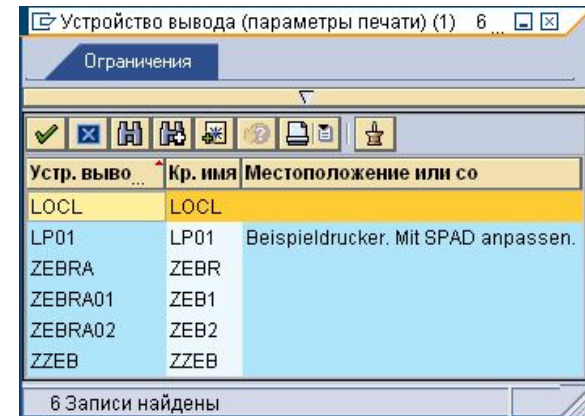 Устройство вывода (параметры печати) (1) 6...
Ограничения
Устр. выво... Кр. имя Местоположение или со
LOCL LOCL
LP01 LP01 Beispieldrucker. Mit SPAD anpassen.
ZEBRA ZEBR
ZEBRA01 ZEB1
ZEBRA02 ZEB2
ZZEB ZZEB
6 Записи найдены